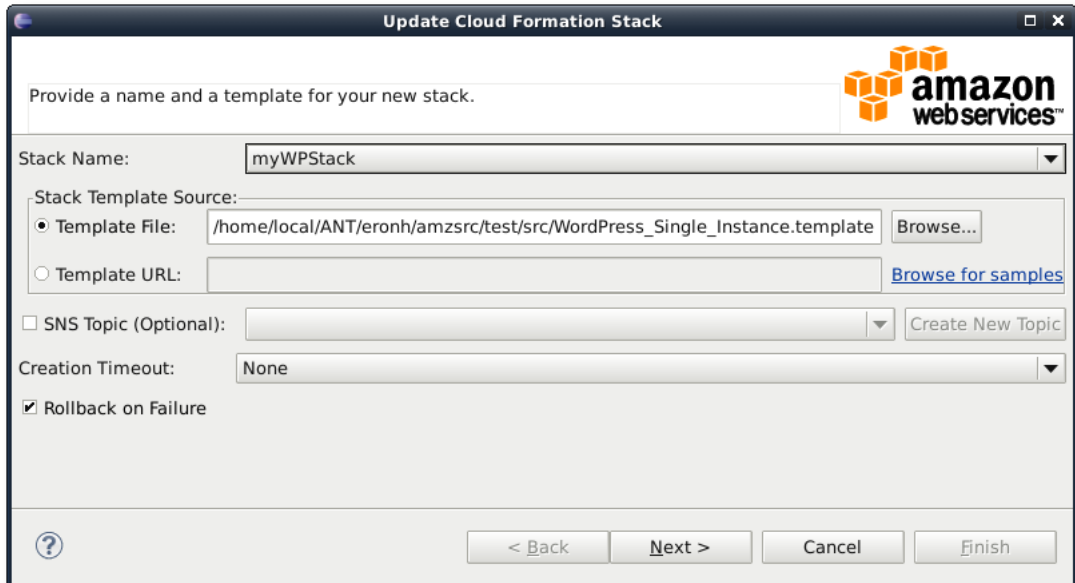 Update Cloud Formation Stack
Provide a name and a template for your new stack.
amazon
webservices™
Stack Name: myWPStack
Stack Template Source:
Template File: /home/local/ANT/eronh/amzsrc/test/src/WordPress_Single_Instance.template Browse...
Template URL: Browse for samples
SNS Topic (Optional): Create New Topic
Creation Timeout: None
Rollback on Failure
? < Back Next > Cancel Finish